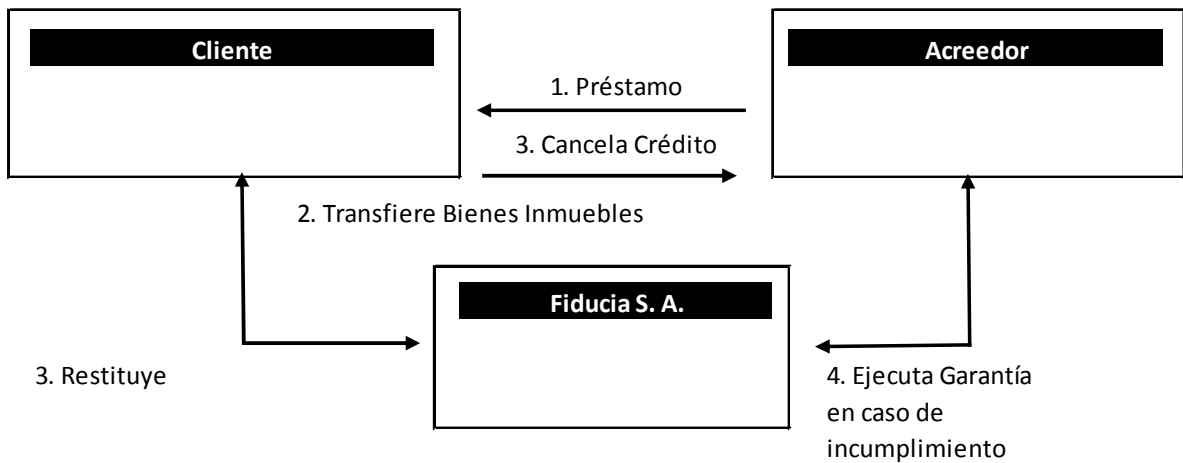 Cliente
Acreedor
1. Préstamo
3. Cancela Crédito
2. Transfiere Bienes Inmuebles
Fiducia S. A.
3. Restituye
4. Ejecuta Garantía
en caso de
incumplimiento